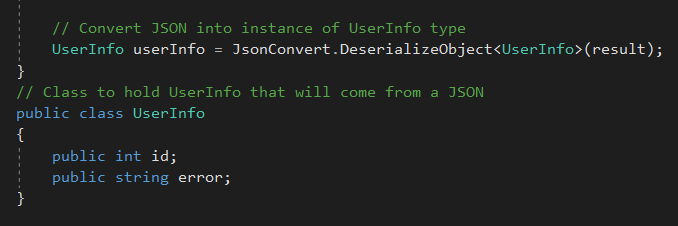 // Convert JSON into instance of UserInfo type
UserInfo userInfo = JsonConvert.DeserializeObject<UserInfo>(result);
}
// Class to hold UserInfo that will come from a JSON
public class UserInfo
{
public int id;
public string error;
}